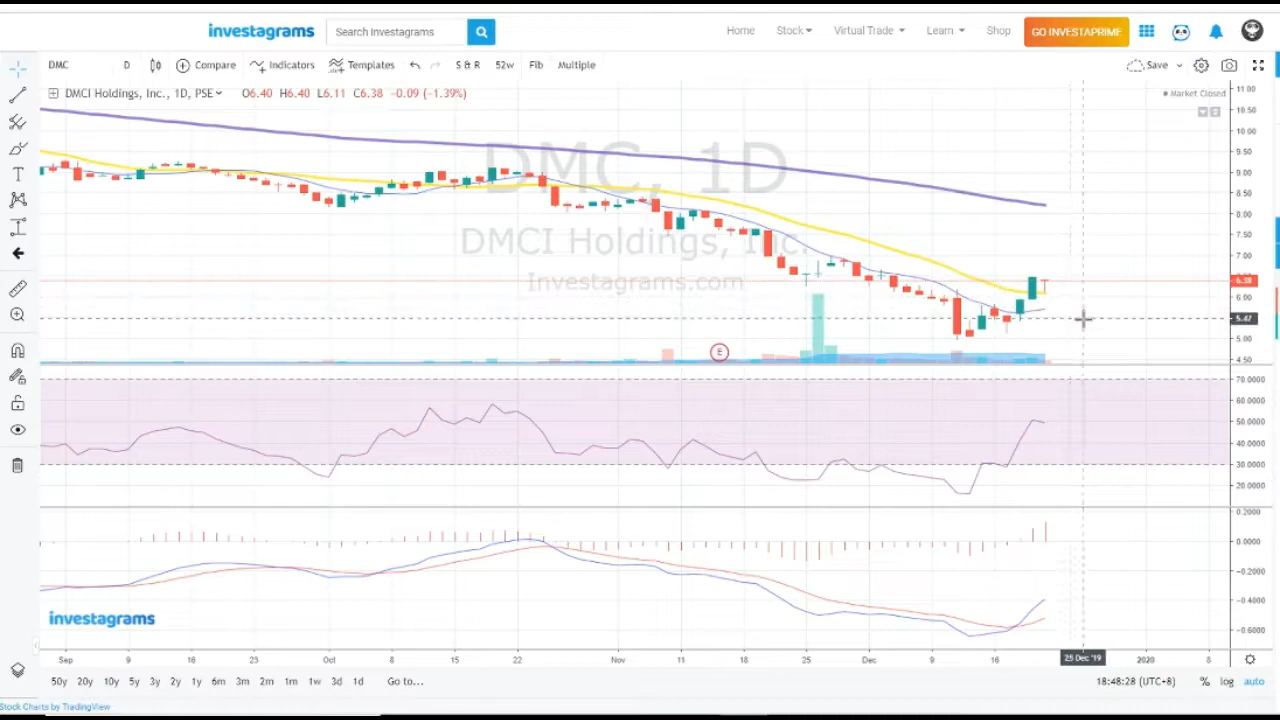 investagrams Search Investagrams Home Stock Virtual Trade Learn Shop GO INVESTAPRIME
DMC D Compare Indicators Templates S & R 52w Fib Multiple Save
DMCI Holdings, Inc., 1D, PSE O6.40 H6.40 L6.11 C6.38 -0.09 (-1.39%)
Market Closed
DMC, 1D
DMCI Holdings, Inc.
Investagrams.com
11.00
10.50
10.00
9.50
9.00
8.50
8.00
7.50
7.00
6.38
6.00
5.47
5.00
4.50
E
70.0000
60.0000
50.0000
40.0000
30.0000
20.0000
0.2000
0.0000
-0.2000
-0.4000
-0.6000
investagrams
Sep 9 16 23 Oct 8 15 22 Nov 11 18 25 Dec 9 16 25 Dec '19 2020 8
50y 20y 10y 5y 3y 2y 1y 6m 3m 2m 1m 1w 3d 1d Go to... 18:48:28 (UTC+8) % log auto
Stock Charts by TradingView